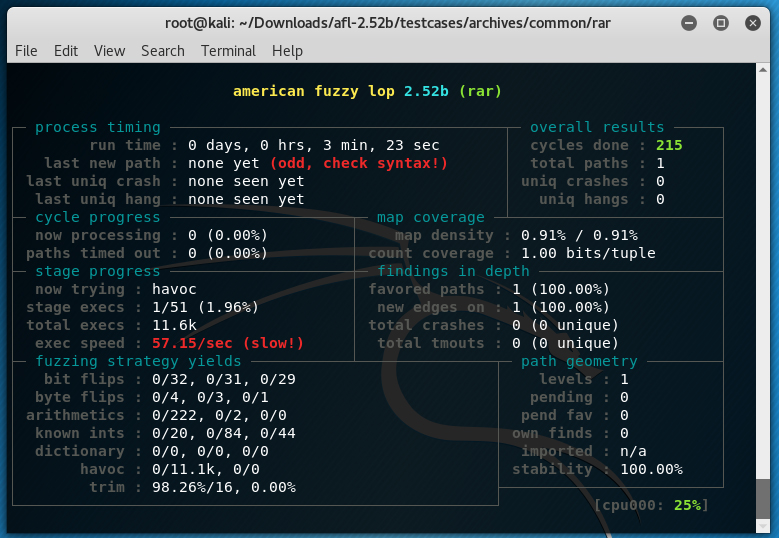 root@kali: ~/Downloads/afl-2.52b/testcases/archives/common/rar
File Edit View Search Terminal Help
american fuzzy lop 2.52b (rar)
process timing overall results
run time : 0 days, 0 hrs, 3 min, 23 sec cycles done : 215
last new path : none yet (odd, check syntax!) total paths : 1
last uniq crash : none seen yet uniq crashes : 0
last uniq hang : none seen yet uniq hangs : 0
cycle progress map coverage
now processing : 0 (0.00%) map density : 0.91% / 0.91%
paths timed out : 0 (0.00%) count coverage : 1.00 bits/tuple
stage progress findings in depth
now trying : havoc favored paths : 1 (100.00%)
stage execs : 1/51 (1.96%) new edges on : 1 (100.00%)
total execs : 11.6k total crashes : 0 (0 unique)
exec speed : 57.15/sec (slow!) total tmouts : 0 (0 unique)
fuzzing strategy yields path geometry
bit flips : 0/32, 0/31, 0/29 levels : 1
byte flips : 0/4, 0/3, 0/1 pending : 0
arithmetics : 0/222, 0/2, 0/0 pend fav : 0
known ints : 0/20, 0/84, 0/44 own finds : 0
dictionary : 0/0, 0/0, 0/0 imported : n/a
havoc : 0/11.1k, 0/0 stability : 100.00%
trim : 98.26%/16, 0.00%
[cpu000: 25%]